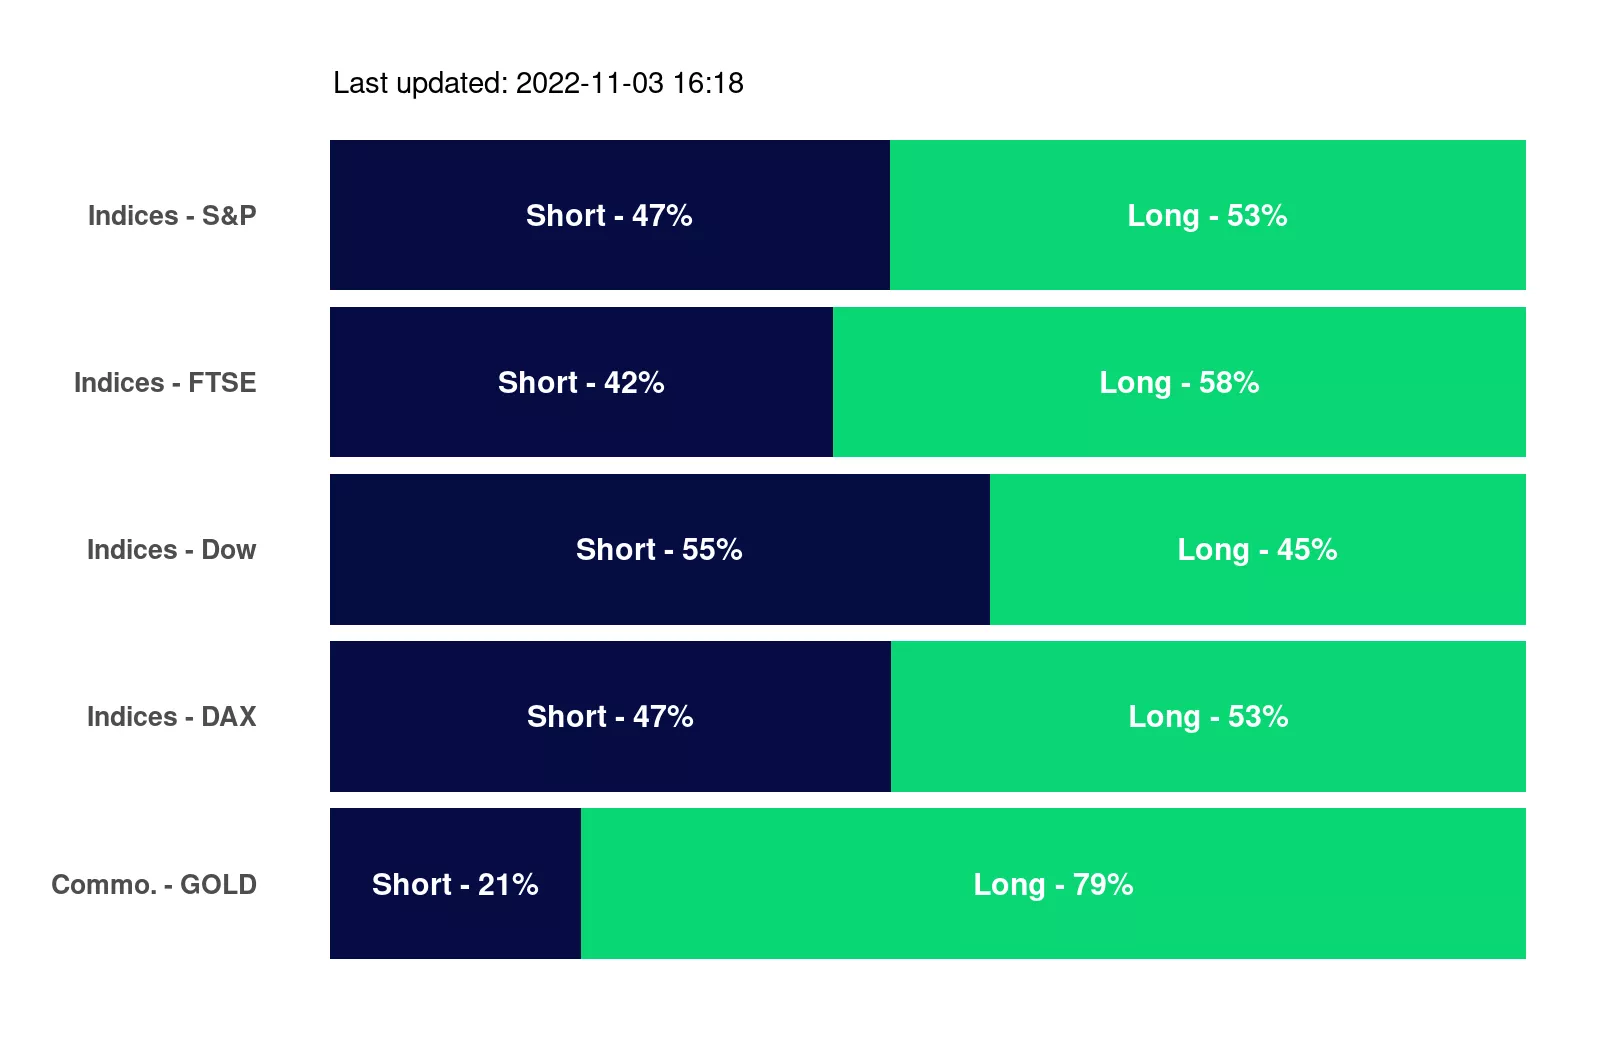 Last updated: 2022-11-03 16:18
Indices - S&P Short - 47% Long - 53%
Indices - FTSE Short - 42% Long - 58%
Indices - Dow Short - 55% Long - 45%
Indices - DAX Short - 47% Long - 53%
Commo. - GOLD Short - 21% Long - 79%